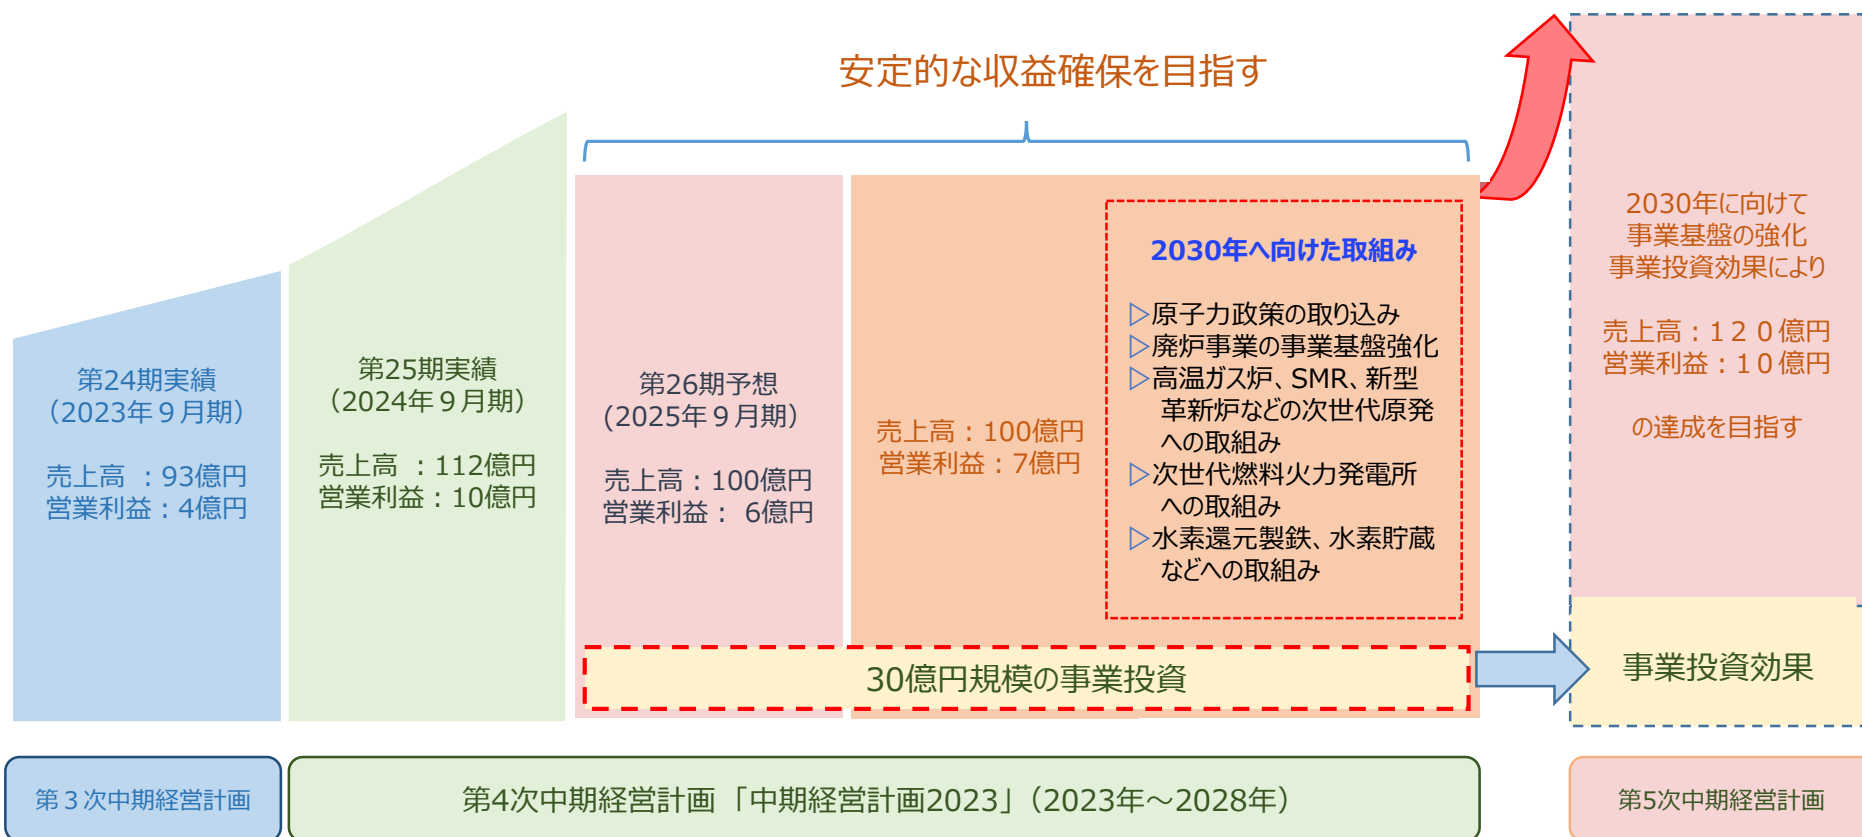 安定的な収益確保を目指す
第24期実績
（2023年９月期）
売上高 ：93億円
営業利益：4億円
第25期実績
（2024年９月期）
売上高 ：112億円
営業利益：10億円
第26期予想
(2025年９月期）
売上高：100億円
営業利益： 6億円
売上高：100億円
営業利益：7億円
2030年へ向けた取組み
▷原子力政策の取り込み
▷廃炉事業の事業基盤強化
▷高温ガス炉、SMR、新型
革新炉などの次世代原発
への取組み
▷次世代燃料火力発電所
への取組み
▷水素還元製鉄、水素貯蔵
などへの取組み
30億円規模の事業投資
2030年に向けて
事業基盤の強化
事業投資効果により
売上高：１２０億円
営業利益：１０億円
の達成を目指す
事業投資効果
第３次中期経営計画
第4次中期経営計画「中期経営計画2023」（2023年～2028年）
第5次中期経営計画